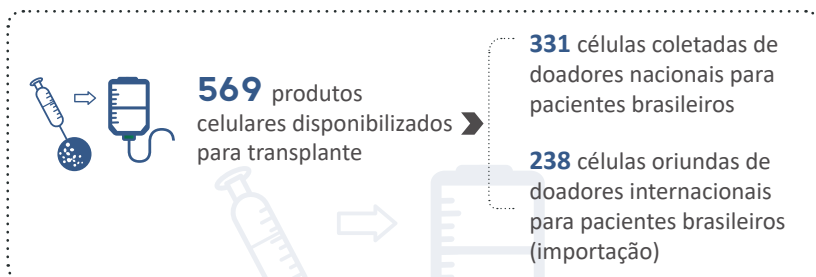 569 produtos
celulares disponibilizados
para transplante
331 células coletadas de
doadores nacionais para
pacientes brasileiros
238 células oriundas de
doadores internacionais
para pacientes brasileiros
(importação)